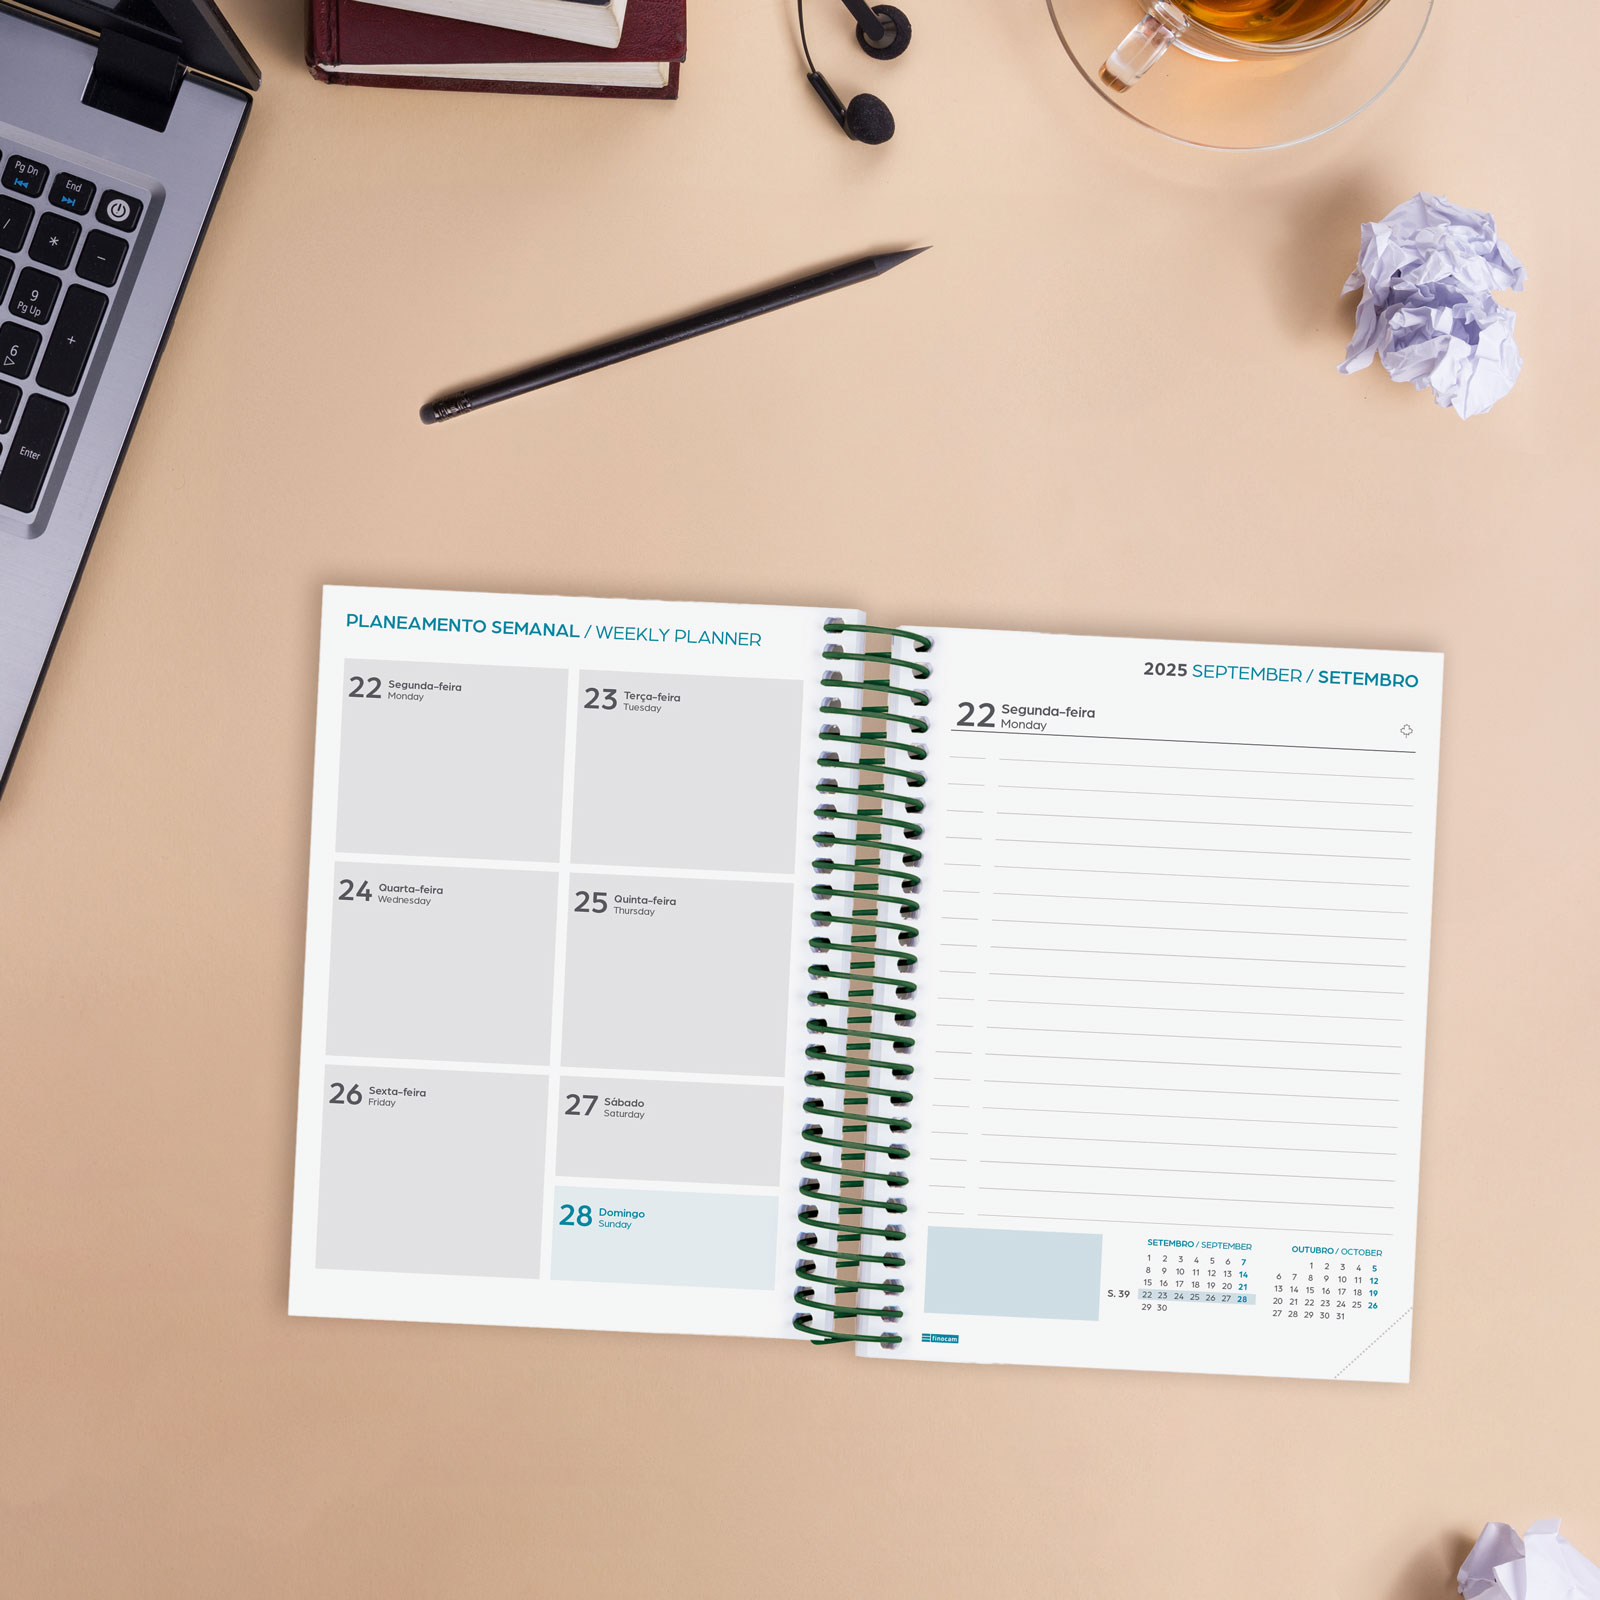 Pg Dn
End
/
*
-
9
Pg Up
+
6
Enter
PLANEAMENTO SEMANAL / WEEKLY PLANNER
22 Segunda-feira
Monday
23 Terça-feira
Tuesday
24 Quarta-feira
Wednesday
25 Quinta-feira
Thursday
26 Sexta-feira
Friday
27 Sábado
Saturday
28 Domingo
Sunday
2025 SEPTEMBER / SETEMBRO
22 Segunda-feira
Monday
SETEMBRO / SEPTEMBER
1 2 3 4 5 6 7
8 9 10 11 12 13 14
15 16 17 18 19 20 21
S. 39 22 23 24 25 26 27 28
29 30
OUTUBRO / OCTOBER
1 2 3 4 5
6 7 8 9 10 11 12
13 14 15 16 17 18 19
20 21 22 23 24 25 26
27 28 29 30 31
finocam